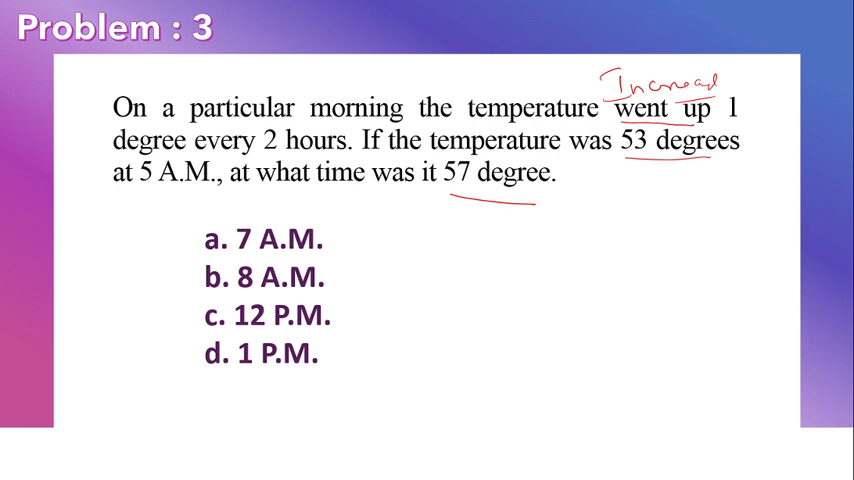 Problem : 3
Increased
On a particular morning the temperature went up 1
degree every 2 hours. If the temperature was 53 degrees
at 5 A.M., at what time was it 57 degree.
a. 7 A.M.
b. 8 A.M.
c. 12 P.M.
d. 1 P.M.